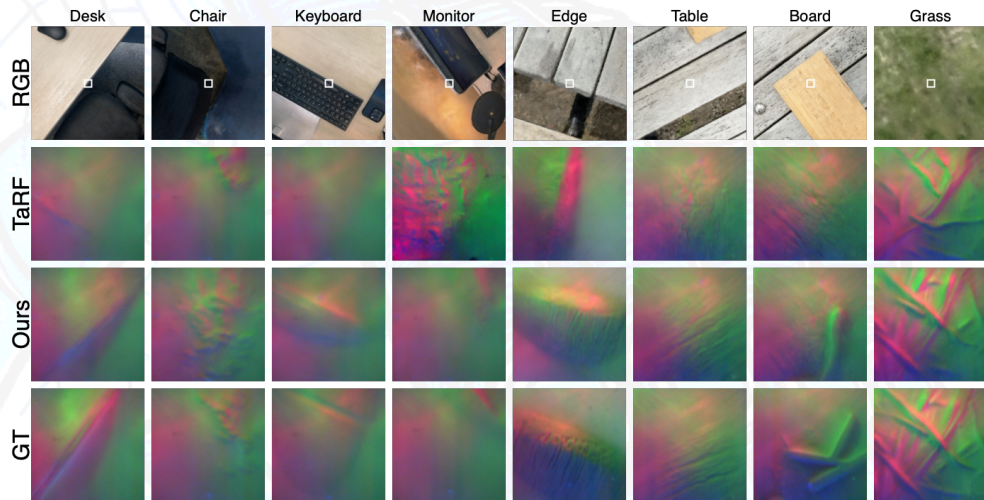 Desk Chair Keyboard Monitor Edge Table Board Grass
RGB
TaRF
Ours
GT